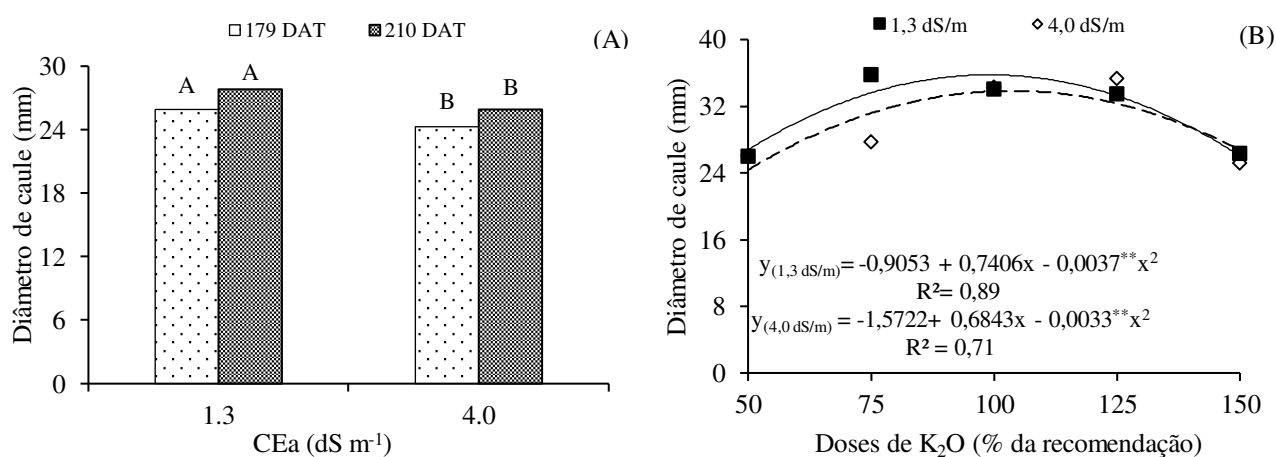 179 DAT 210 DAT
(A)
Diâmetro de caule (mm)
30
24
18
12
6
0
A A B B
1.3 4.0
CEa (dS m⁻¹)
1,3 dS/m 4,0 dS/m
(B)
Diâmetro de caule (mm)
40
32
24
16
8
0
y(1,3 dS/m)= -0,9053 + 0,7406x - 0,0037**x²
R²= 0,89
y(4,0 dS/m) = -1,5722+ 0,6843x - 0,0033**x²
R² = 0,71
50 75 100 125 150
Doses de K₂O (% da recomendação)